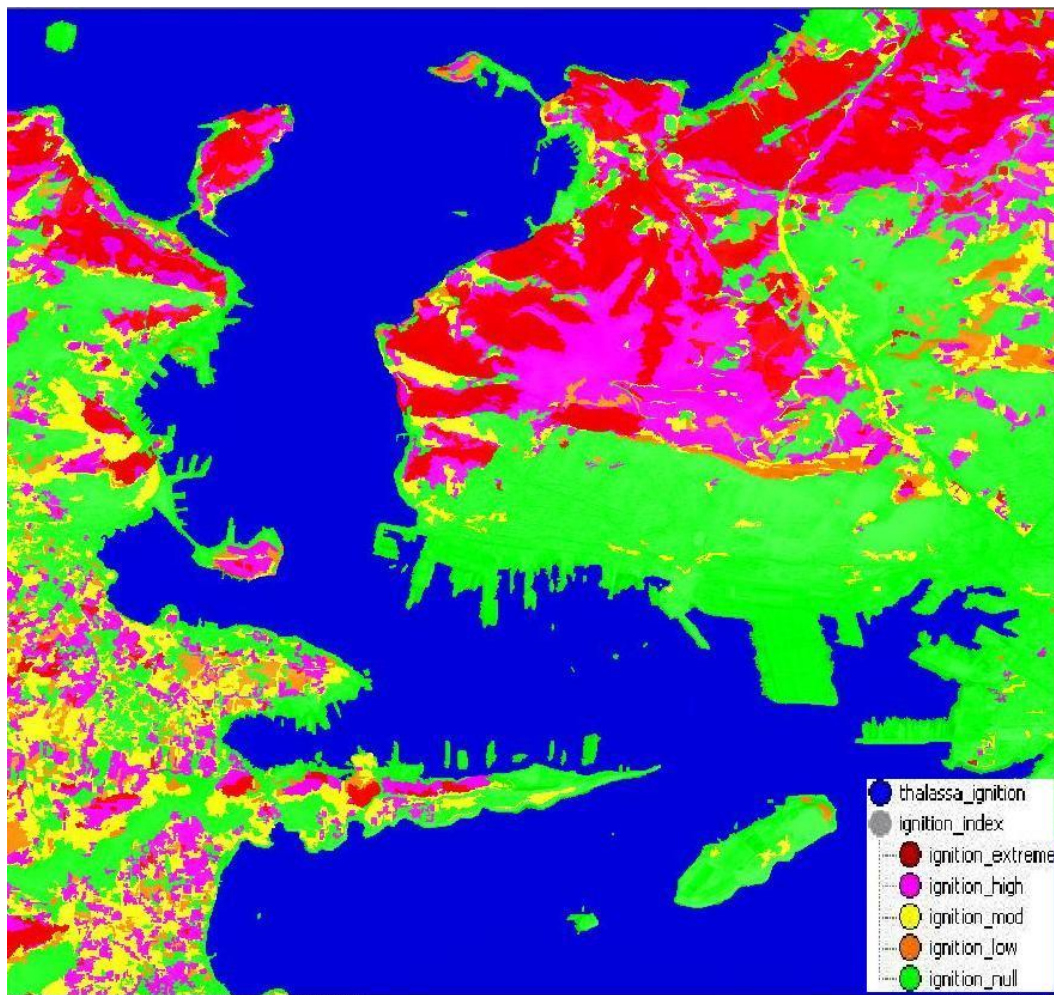 thalassa_ignition
ignition_index
ignition_extreme
ignition_high
ignition_mod
ignition_low
ignition_null